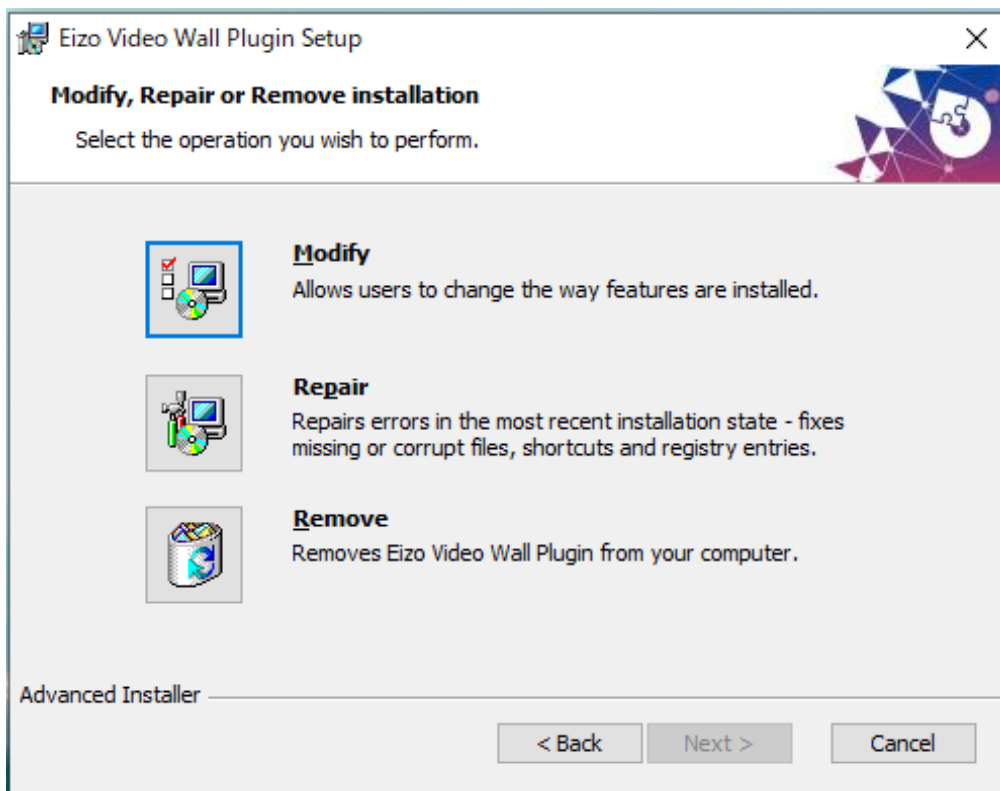 Eizo Video Wall Plugin Setup
Modify, Repair or Remove installation
Select the operation you wish to perform.
Modify
Allows users to change the way features are installed.
Repair
Repairs errors in the most recent installation state - fixes
missing or corrupt files, shortcuts and registry entries.
Remove
Removes Eizo Video Wall Plugin from your computer.
Advanced Installer
< Back
Next >
Cancel